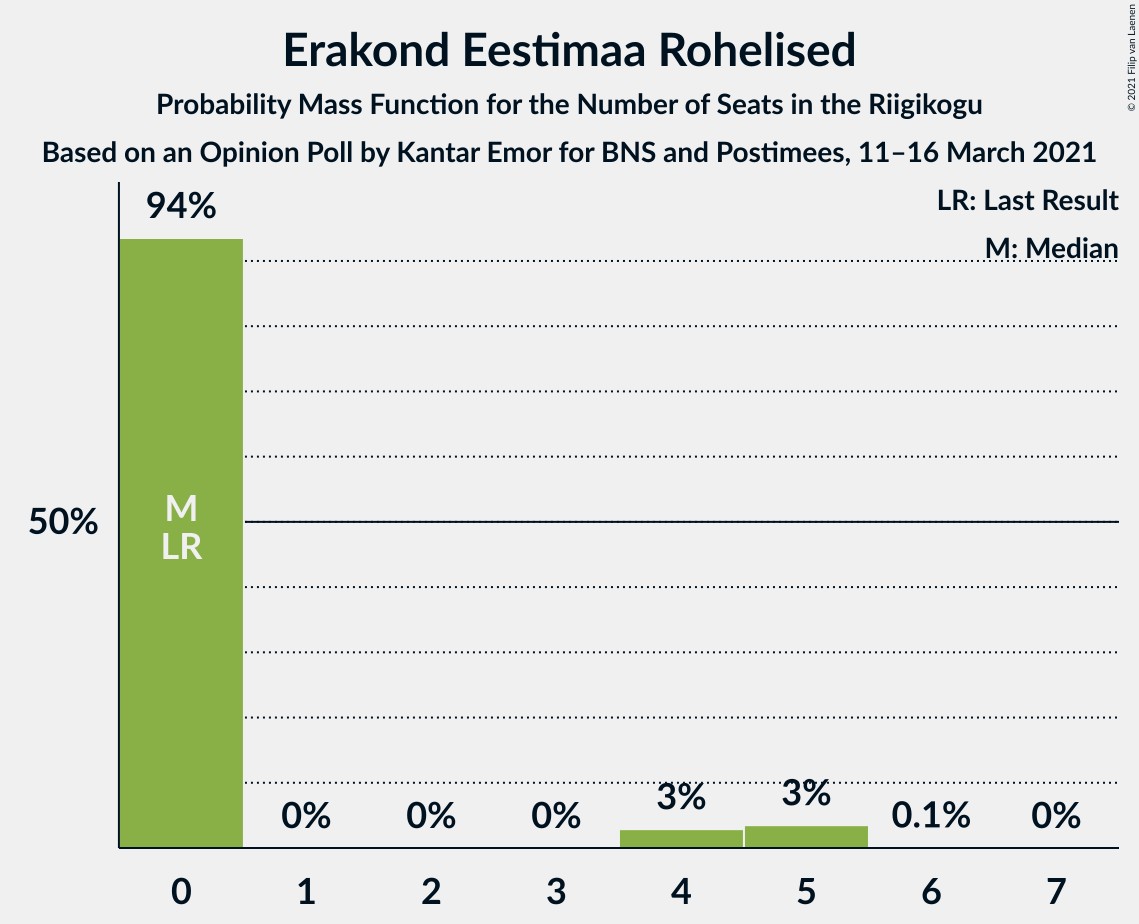 Erakond Eestimaa Rohelised
Probability Mass Function for the Number of Seats in the Riigikogu
Based on an Opinion Poll by Kantar Emor for BNS and Postimees, 11–16 March 2021
© 2021 Filip van Laenen
LR: Last Result
M: Median
94%
50%
M
LR
0%
0%
0%
3%
3%
0.1%
0%
0
1
2
3
4
5
6
7